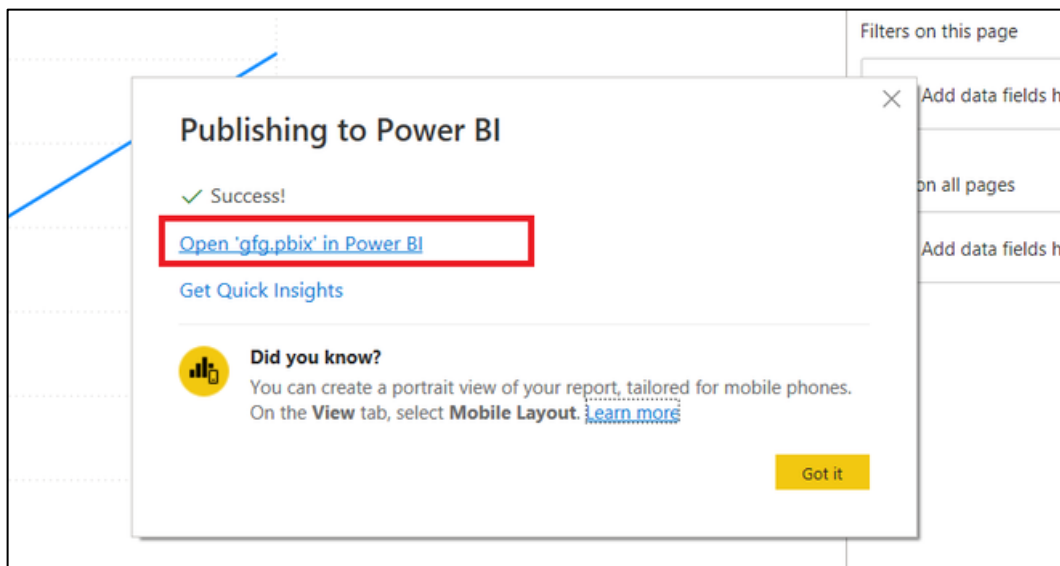 Filters on this page
Add data fields h
Publishing to Power BI
Success!
on all pages
Open 'gfg.pbix' in Power BI
Add data fields h
Get Quick Insights
Did you know?
You can create a portrait view of your report, tailored for mobile phones.
On the View tab, select Mobile Layout. Learn more
Got it